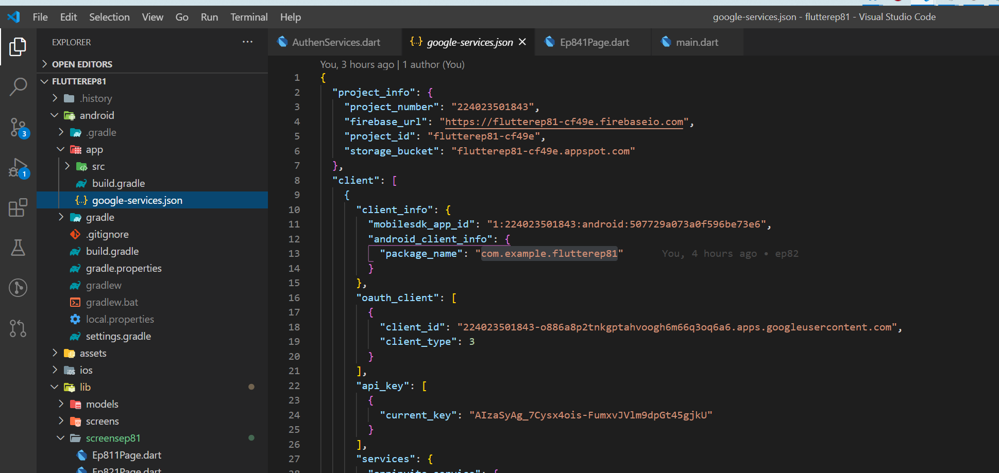 File Edit Selection View Go Run Terminal Help
google-services.json - flutterep81 - Visual Studio Code
EXPLORER
OPEN EDITORS
FLUTTEREP81
.history
android
.gradle
app
src
build.gradle
google-services.json
gradle
.gitignore
build.gradle
gradle.properties
gradlew
gradlew.bat
local.properties
settings.gradle
assets
ios
lib
models
screens
screensep81
Ep811Page.dart
Ep821Page.dart
3
1
AuthenServices.dart
google-services.json
Ep841Page.dart
main.dart
You, 3 hours ago | 1 author (You)
1 {
2 "project_info": {
3 "project_number": "224023501843",
4 "firebase_url": "https://flutterep81-cf49e.firebaseio.com",
5 "project_id": "flutterep81-cf49e",
6 "storage_bucket": "flutterep81-cf49e.appspot.com"
7 },
8 "client": [
9 {
10 "client_info": {
11 "mobilesdk_app_id": "1:224023501843:android:507729a073a0f596be73e6",
12 "android_client_info": {
13 "package_name": "com.example.flutterep81" You, 4 hours ago • ep82
14 }
15 },
16 "oauth_client": [
17 {
18 "client_id": "224023501843-o886a8p2tnkgptahvoogh6m66q3oq6a6.apps.googleusercontent.com",
19 "client_type": 3
20 }
21 ],
22 "api_key": [
23 {
24 "current_key": "AIzaSyAg_7Cysx4ois-FumxvJVlm9dpGt45gjkU"
25 }
26 ],
27 "services": {
28 "appinvite_service": {